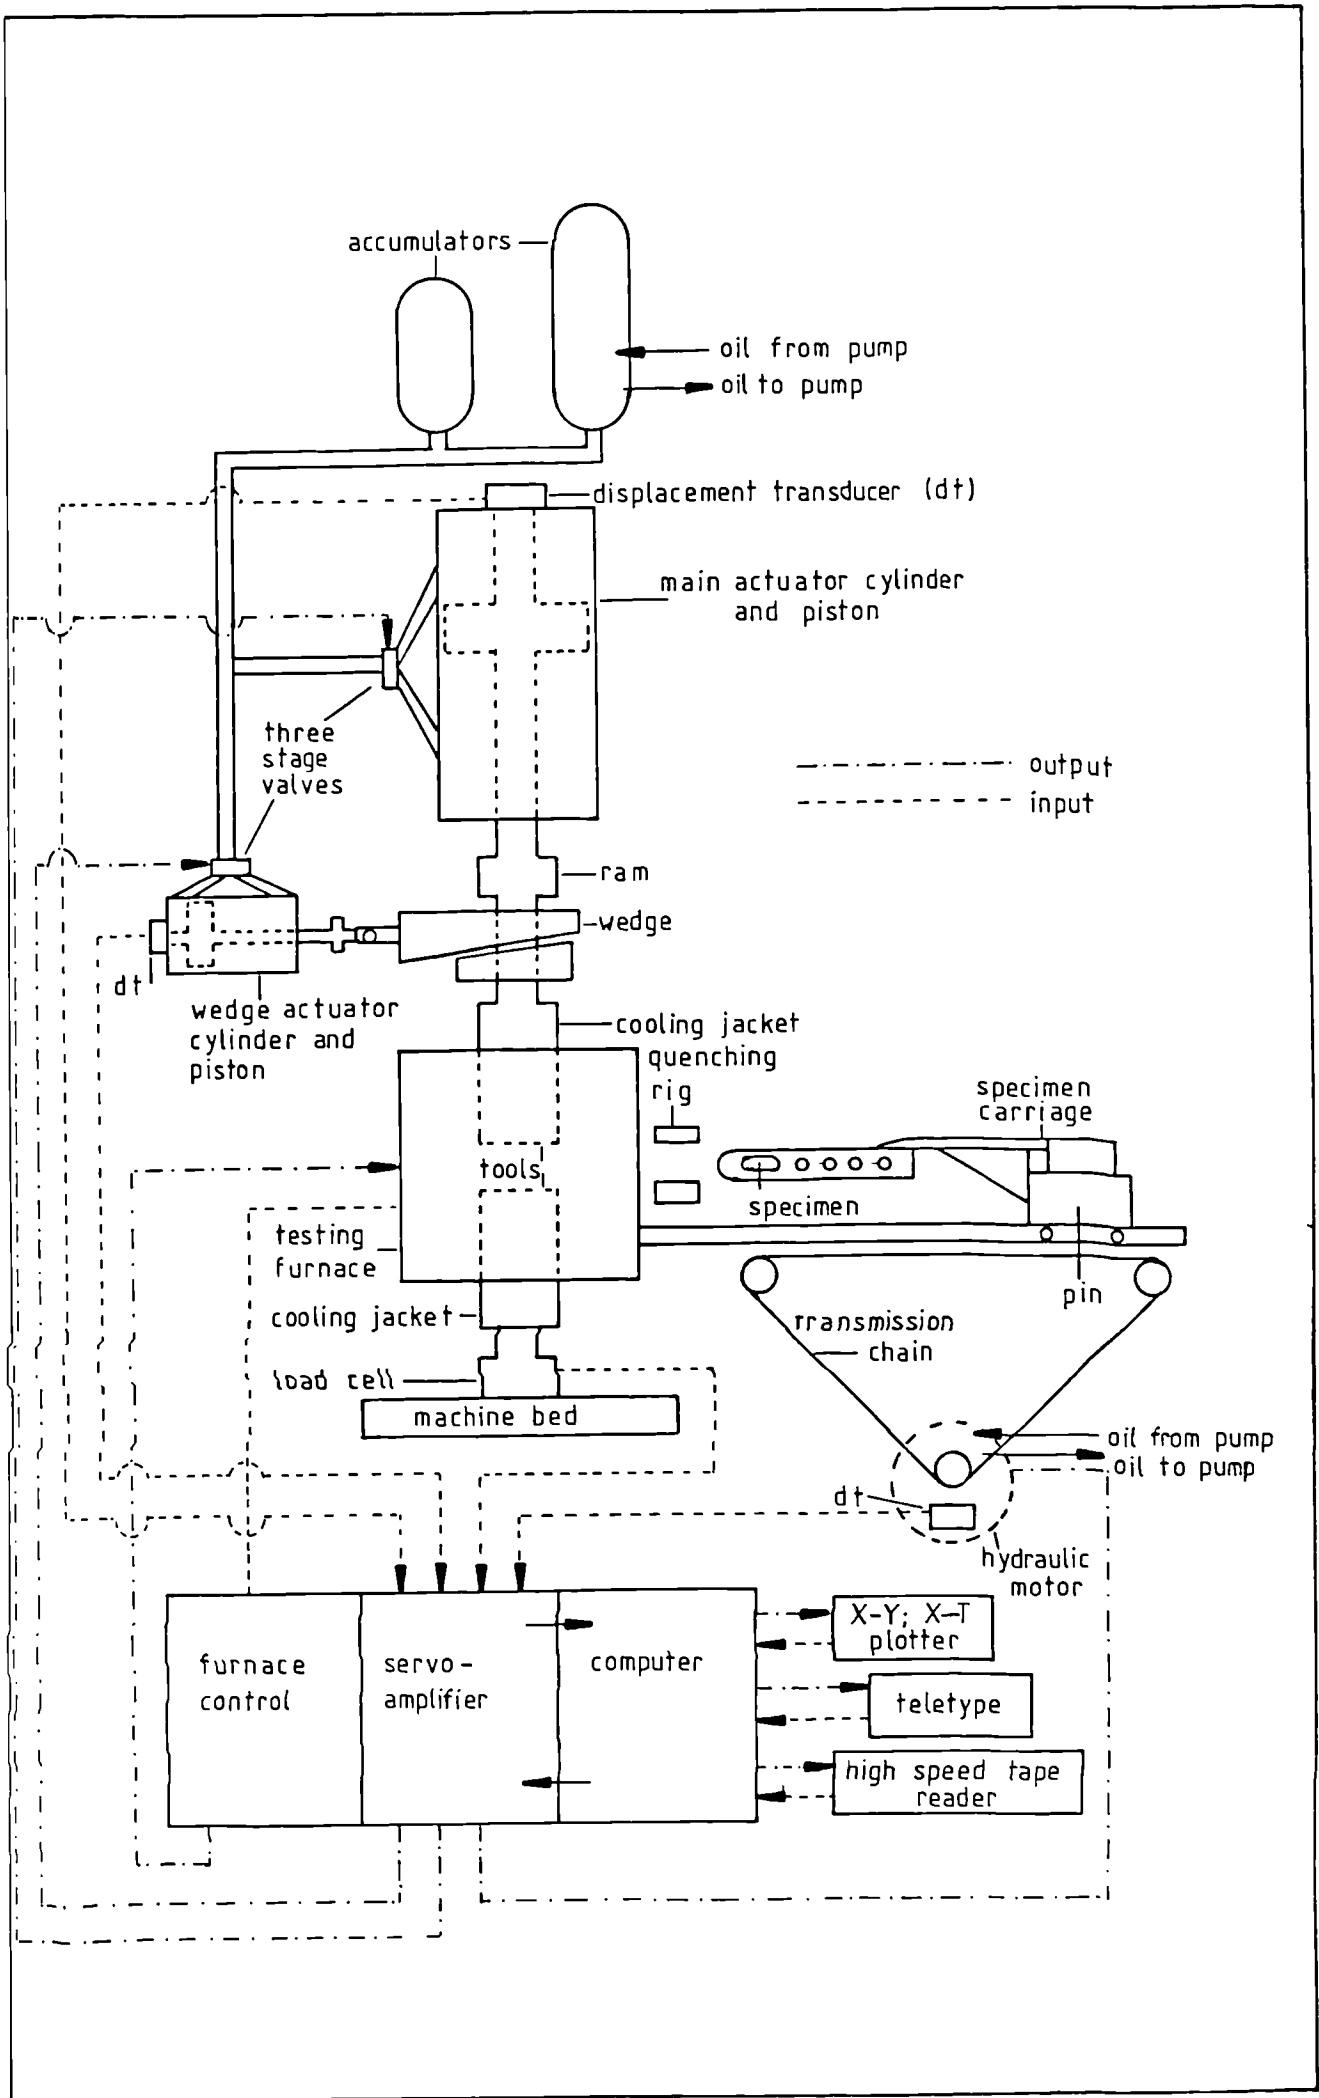 accumulators
oil from pump
oil to pump
displacement transducer (dt)
main actuator cylinder
and piston
three
stage
valves
output
input
ram
wedge
dt
wedge actuator
cylinder and
piston
cooling jacket
quenching
rig
specimen
carriage
tools
specimen
testing
furnace
pin
cooling jacket
transmission
chain
load cell
machine bed
oil from pump
oil to pump
dt
hydraulic
motor
X-Y; X-T
plotter
furnace
control
servo-
amplifier
computer
teletype
high speed tape
reader